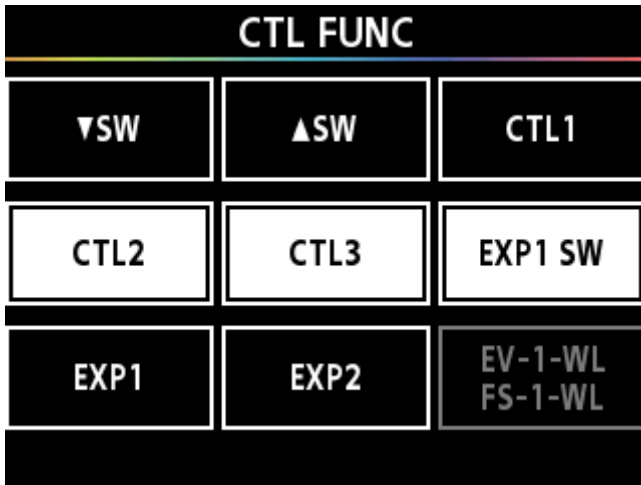 CTL FUNC
▼SW
▲SW
CTL1
CTL2
CTL3
EXP1 SW
EXP1
EXP2
EV-1-WL
FS-1-WL